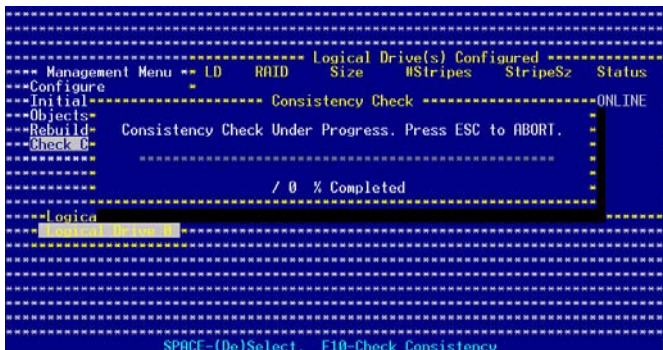 Logical Drive(s) Configured
Management Menu
LD RAID Size #Stripes StripeSz Status
Configure
Initial
Consistency Check
ONLINE
Objects
Rebuild
Consistency Check Under Progress. Press ESC to ABORT.
Check C
/ 0 % Completed
Logica
Logical Drive 0
SPACE-(De)Select, F10-Check Consistency